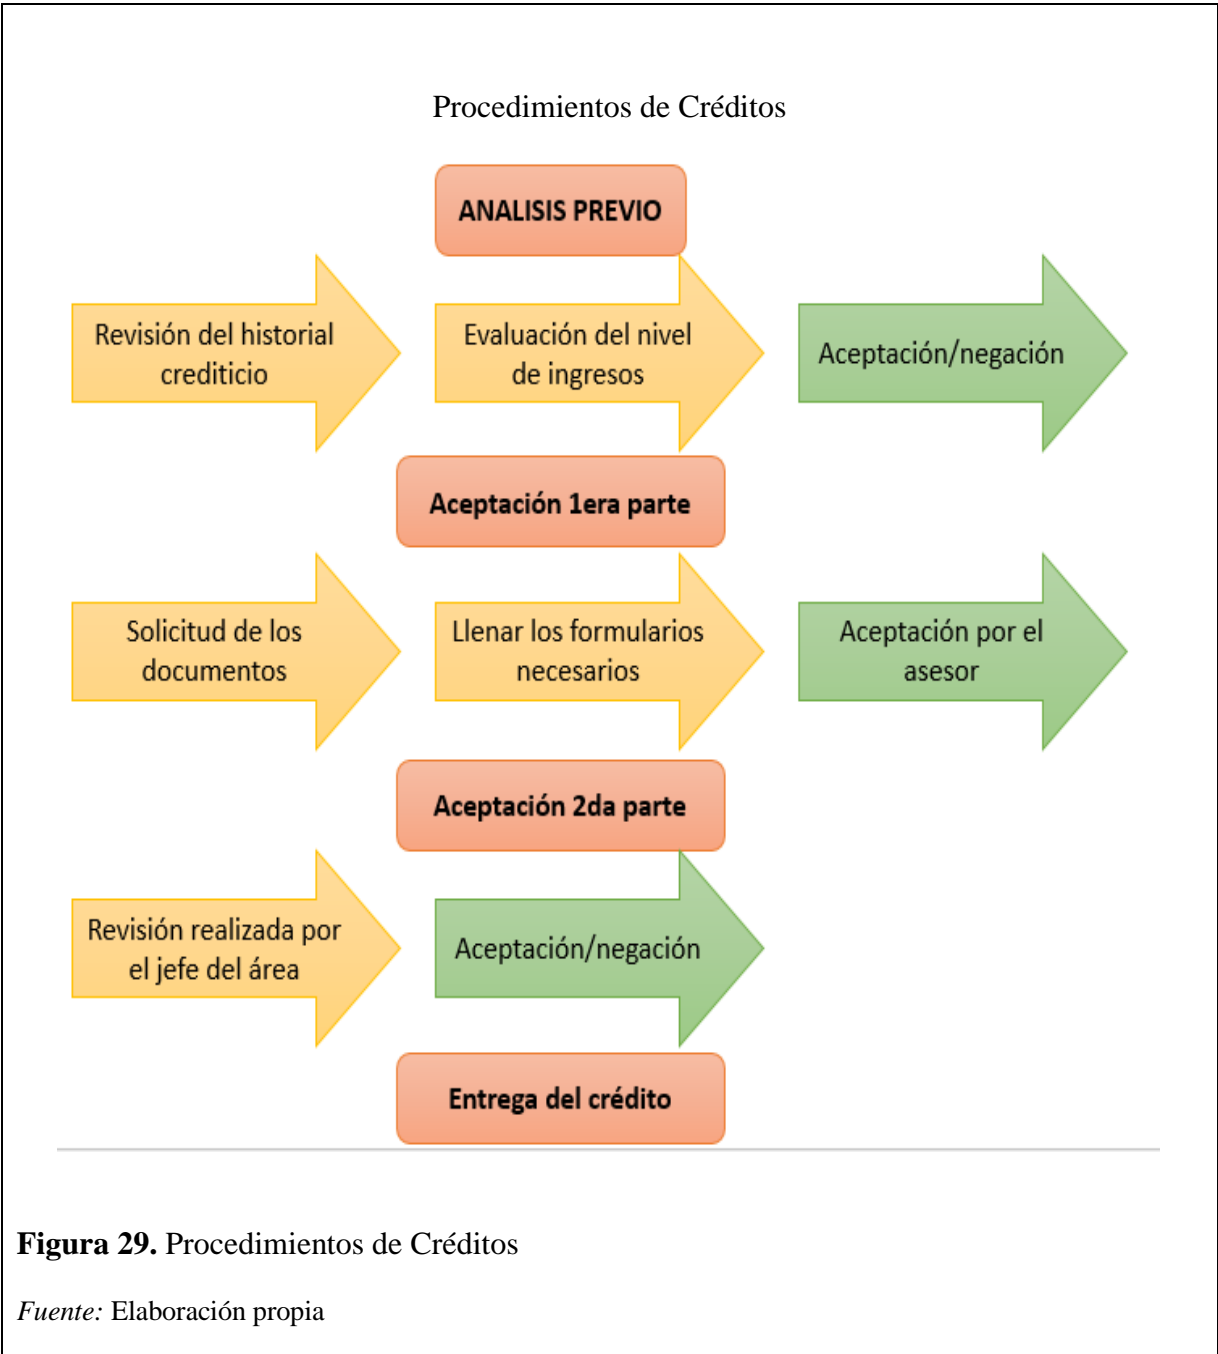 Procedimientos de Créditos
ANALISIS PREVIO
Revisión del historial
crediticio
Evaluación del nivel
de ingresos
Aceptación/negación
Aceptación 1era parte
Solicitud de los
documentos
Llenar los formularios
necesarios
Aceptación por el
asesor
Aceptación 2da parte
Revisión realizada por
el jefe del área
Aceptación/negación
Entrega del crédito
Figura 29. Procedimientos de Créditos
Fuente: Elaboración propia